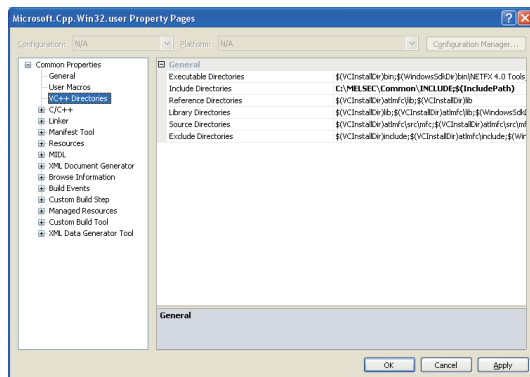 Microsoft.Cpp.Win32.user Property Pages
Configuration: N/A Platform: N/A Configuration Manager...
Common Properties
General
User Macros
VC++ Directories
C/C++
Linker
Manifest Tool
Resources
MIDL
XML Document Generator
Browse Information
Build Events
Custom Build Step
Managed Resources
Custom Build Tool
XML Data Generator Tool
General
Executable Directories $(VCInstallDir)bin;$(WindowsSdkDir)bin\NETFX 4.0 Tools
Include Directories C:\MELSEC\Common\INCLUDE;$(IncludePath)
Reference Directories $(VCInstallDir)atlmfc\lib;$(VCInstallDir)lib
Library Directories $(VCInstallDir)lib;$(VCInstallDir)atlmfc\lib;$(WindowsSdkD
Source Directories $(VCInstallDir)atlmfc\src\mfc;$(VCInstallDir)atlmfc\src\mf
Exclude Directories $(VCInstallDir)include;$(VCInstallDir)atlmfc\include;$(Win
General
OK Cancel Apply